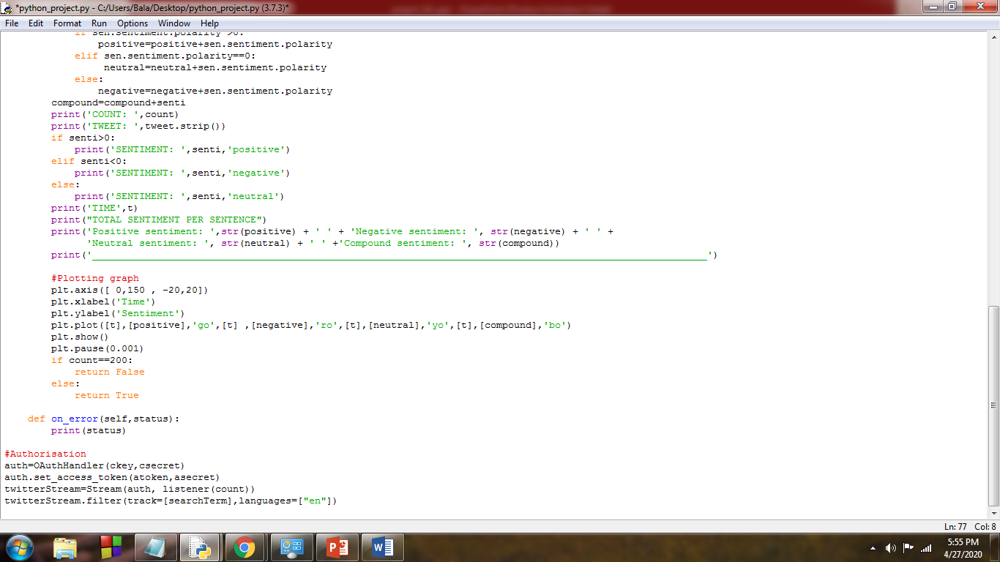 *python_project.py - C:/Users/Bala/Desktop/python_project.py (3.7.3)*
File Edit Format Run Options Window Help
if sen.sentiment.polarity >0:
positive=positive+sen.sentiment.polarity
elif sen.sentiment.polarity==0:
neutral=neutral+sen.sentiment.polarity
else:
negative=negative+sen.sentiment.polarity
compound=compound+senti
print('COUNT: ',count)
print('TWEET: ',tweet.strip())
if senti>0:
print('SENTIMENT: ',senti,'positive')
elif senti<0:
print('SENTIMENT: ',senti,'negative')
else:
print('SENTIMENT: ',senti,'neutral')
print('TIME',t)
print("TOTAL SENTIMENT PER SENTENCE")
print('Positive sentiment: ',str(positive) + ' ' + 'Negative sentiment: ', str(negative) + ' ' +
'Neutral sentiment: ', str(neutral) + ' ' +'Compound sentiment: ', str(compound))
print('_________________________________________________________________________________________________________')
#Plotting graph
plt.axis([ 0,150 , -20,20])
plt.xlabel('Time')
plt.ylabel('Sentiment')
plt.plot([t],[positive],'go',[t] ,[negative],'ro',[t],[neutral],'yo',[t],[compound],'bo')
plt.show()
plt.pause(0.001)
if count==200:
return False
else:
return True
def on_error(self,status):
print(status)
#Authorisation
auth=OAuthHandler(ckey,csecret)
auth.set_access_token(atoken,asecret)
twitterStream=Stream(auth, listener(count))
twitterStream.filter(track=[searchTerm],languages=["en"])
Ln: 77 Col: 8
5:55 PM
4/27/2020